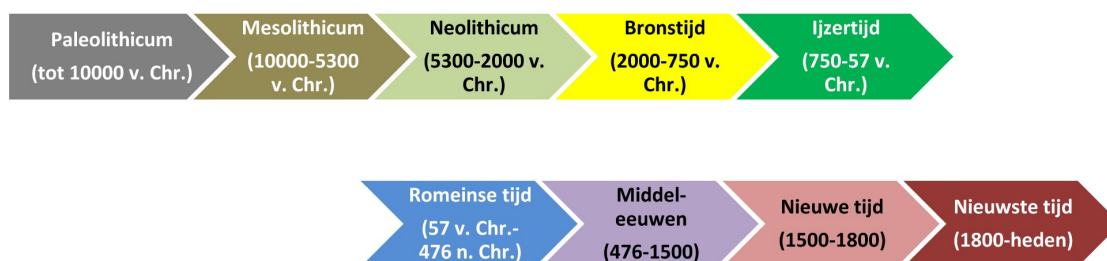 Paleolithicum
(tot 10000 v. Chr.)
Mesolithicum
(10000-5300
v. Chr.)
Neolithicum
(5300-2000 v.
Chr.)
Bronstijd
(2000-750 v.
Chr.)
Ijzertijd
(750-57 v.
Chr.)
Romeinse tijd
(57 v. Chr.-
476 n. Chr.)
Middel-
eeuwen
(476-1500)
Nieuwe tijd
(1500-1800)
Nieuwste tijd
(1800-heden)